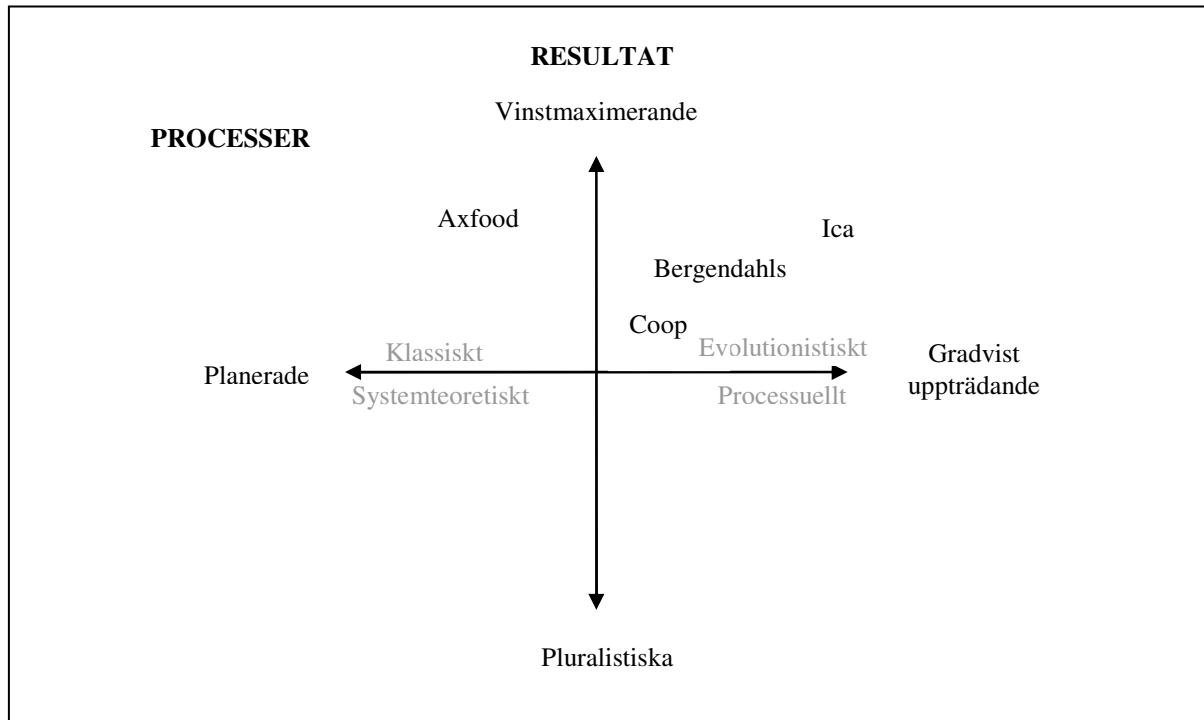 RESULTAT
Vinstmaximerande
PROCESSER
Axfood
Ica
Bergendahls
Coop
Klassiskt
Evolutionistiskt
Planerade
Gradvist
uppträdande
Systemteoretiskt
Processuellt
Pluralistiska